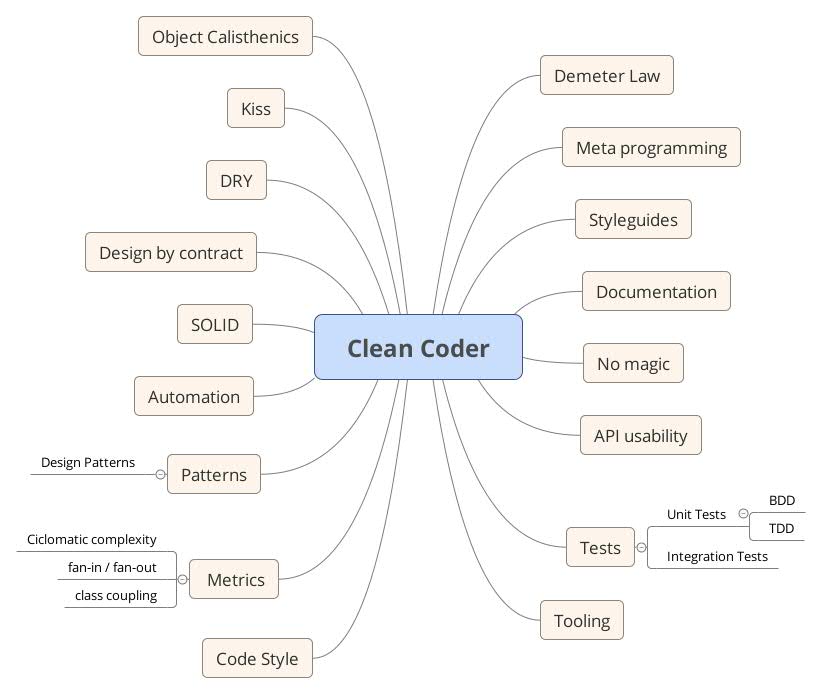 Clean Coder
Object Calisthenics
Kiss
DRY
Design by contract
SOLID
Automation
Patterns
Design Patterns
Metrics
Ciclomatic complexity
fan-in / fan-out
class coupling
Code Style
Demeter Law
Meta programming
Styleguides
Documentation
No magic
API usability
Tests
Unit Tests
BDD
TDD
Integration Tests
Tooling